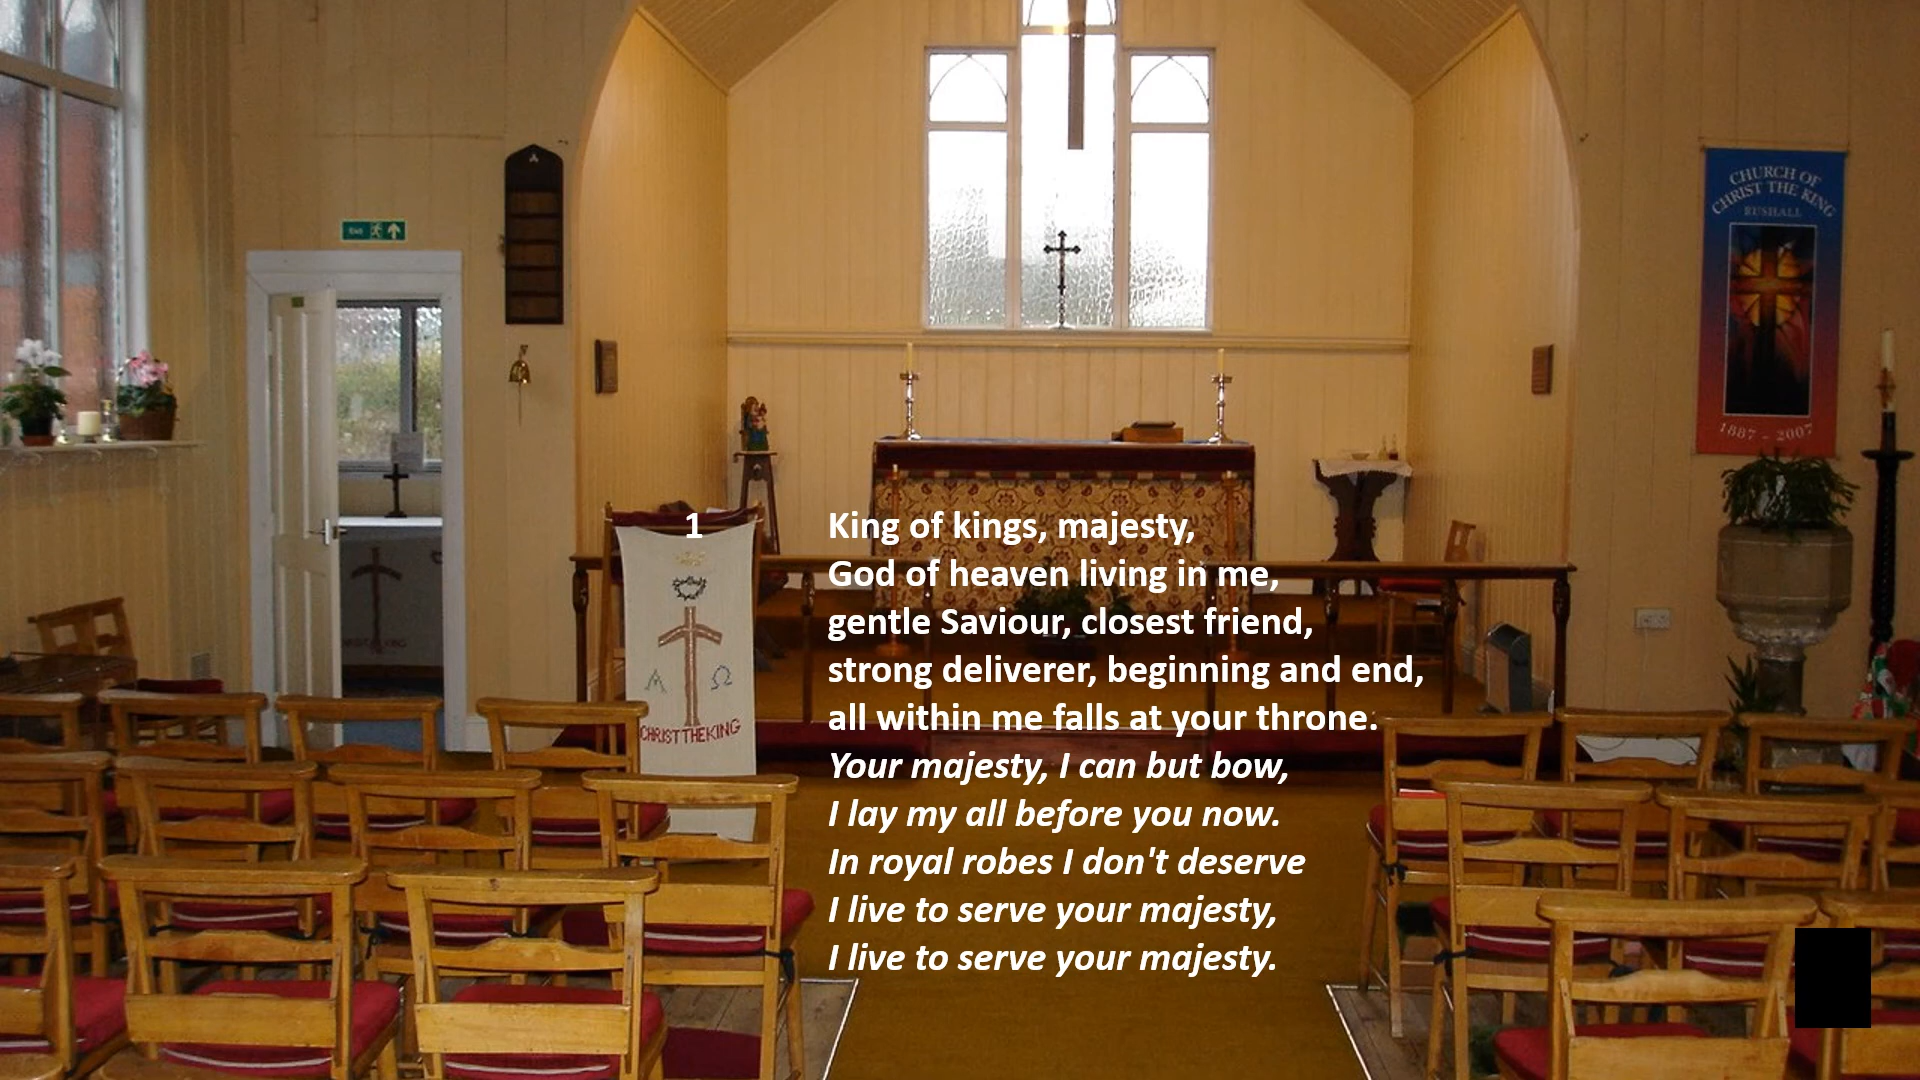 CHURCH OF
CHRIST THE KING
RUSHALL
1887 - 2007
Exit
Α Ω
CHRIST THE KING
1
King of kings, majesty,
God of heaven living in me,
gentle Saviour, closest friend,
strong deliverer, beginning and end,
all within me falls at your throne.
Your majesty, I can but bow,
I lay my all before you now.
In royal robes I don't deserve
I live to serve your majesty,
I live to serve your majesty.